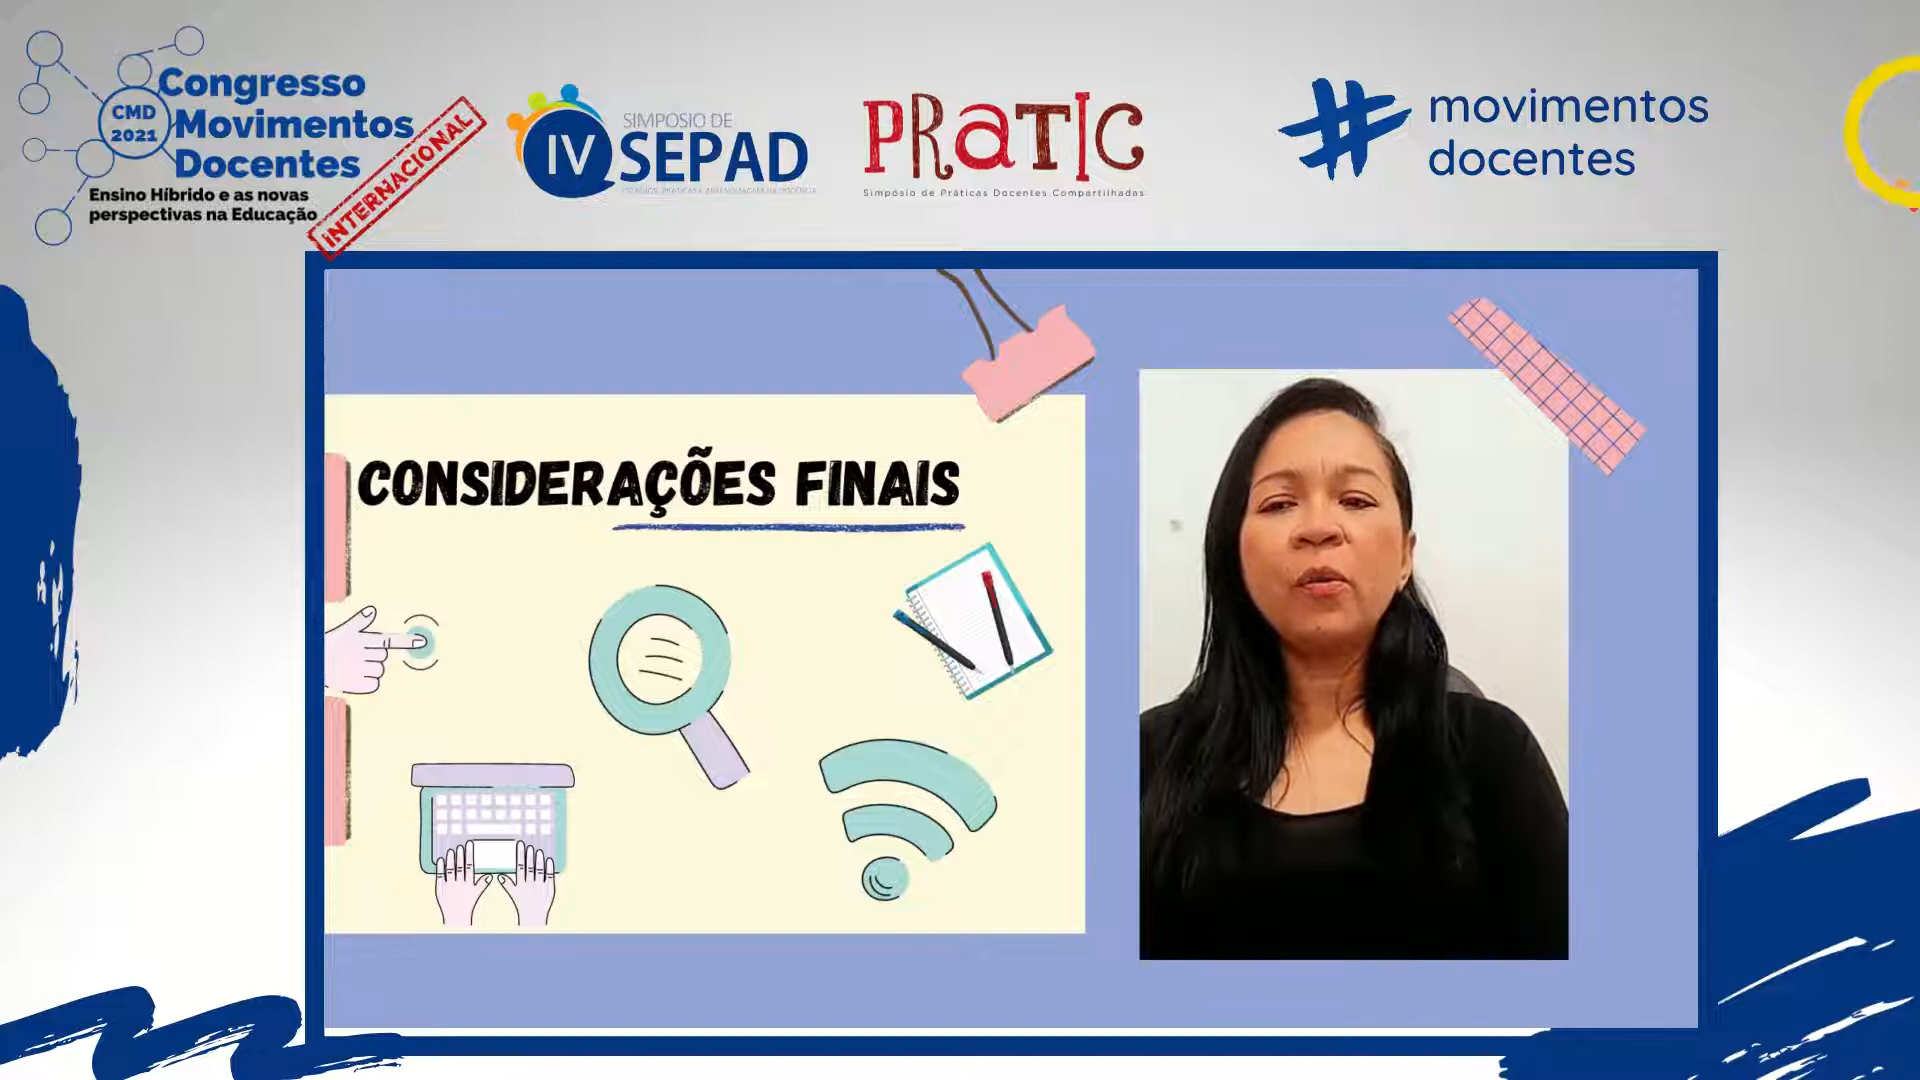 CMD
2021
Congresso
Movimentos
Docentes
Ensino Híbrido e as novas
perspectivas na Educação
INTERNACIONAL
IV
SIMPÓSIO DE
SEPAD
PRATIC
Simpósio de Práticas Docentes Compartilhadas
movimentos
docentes
CONSIDERAÇÕES FINAIS